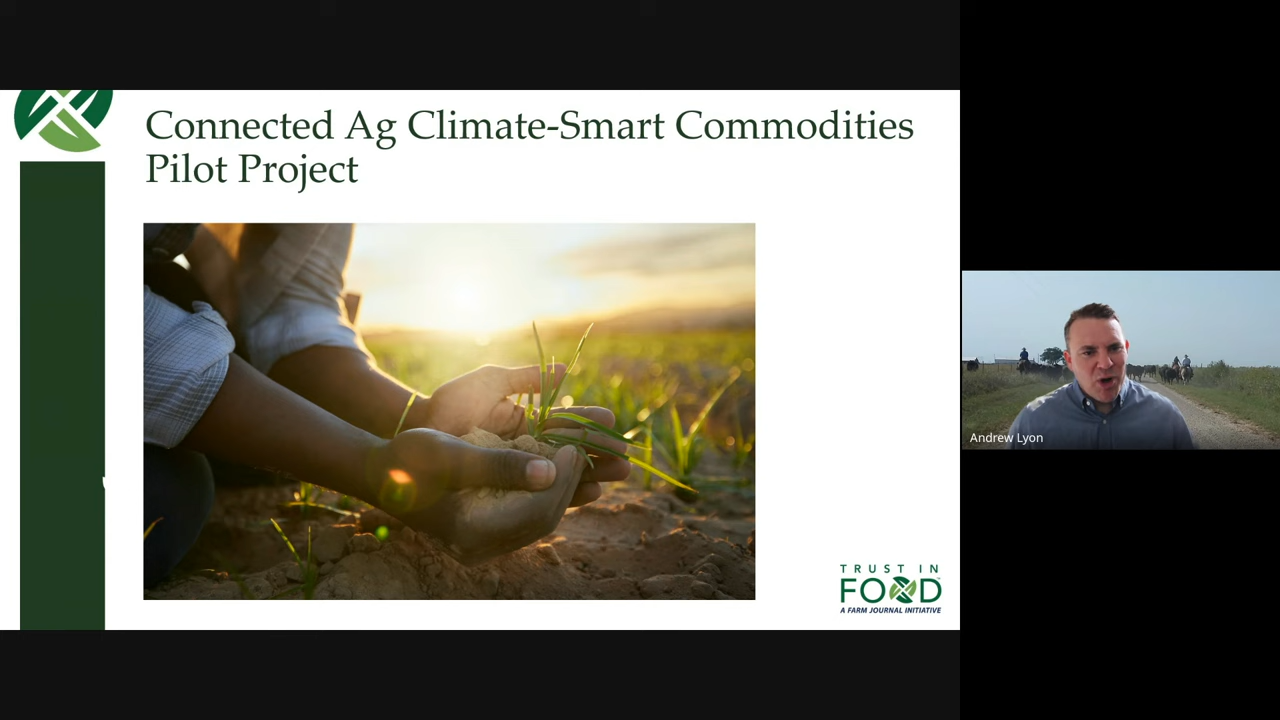 Connected Ag Climate-Smart Commodities
Pilot Project
TRUST IN
FOOD
A FARM JOURNAL INITIATIVE
Andrew Lyon